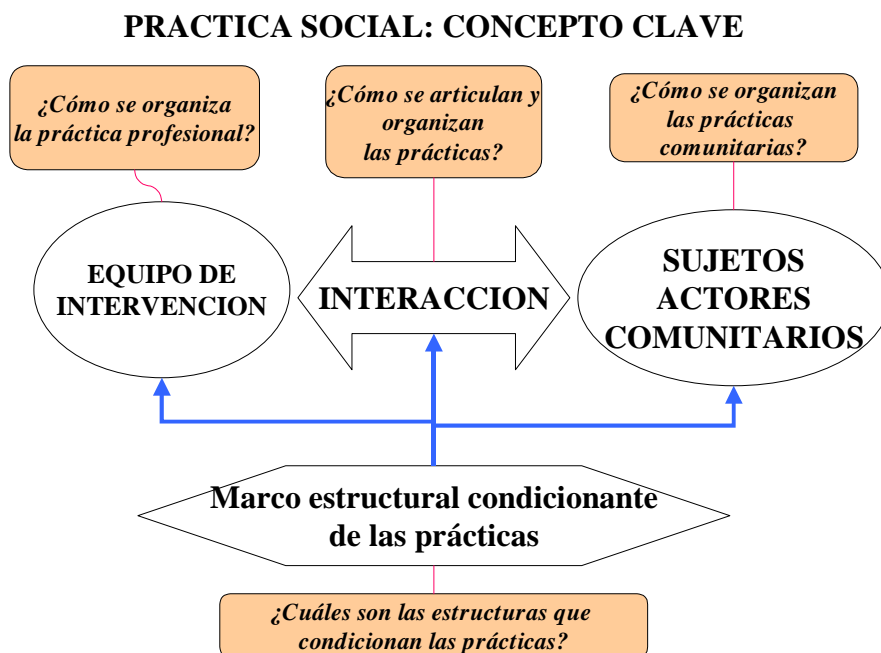 PRACTICA SOCIAL: CONCEPTO CLAVE
¿Cómo se organiza
la práctica profesional?
¿Cómo se articulan y
organizan
las prácticas?
¿Cómo se organizan
las prácticas
comunitarias?
EQUIPO DE
INTERVENCION
INTERACCION
SUJETOS
ACTORES
COMUNITARIOS
Marco estructural condicionante
de las prácticas
¿Cuáles son las estructuras que
condicionan las prácticas?